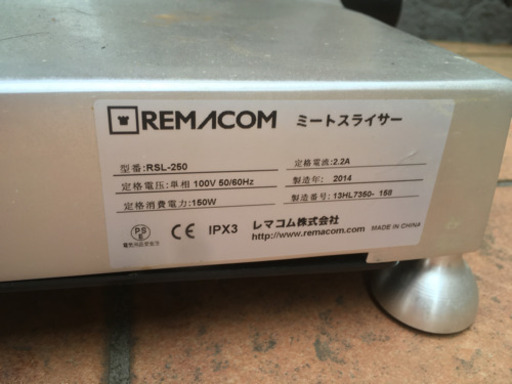 REMACOM ミートスライサー
型番:RSL-250
定格電流:2.2A
定格電圧:単相 100V 50/60Hz
製造年: 2014
定格消費電力:150W
製造番号:13HL7350- 158
PS E CE IPX3 レマコム株式会社
http://www.remacom.com MADE IN CHINA